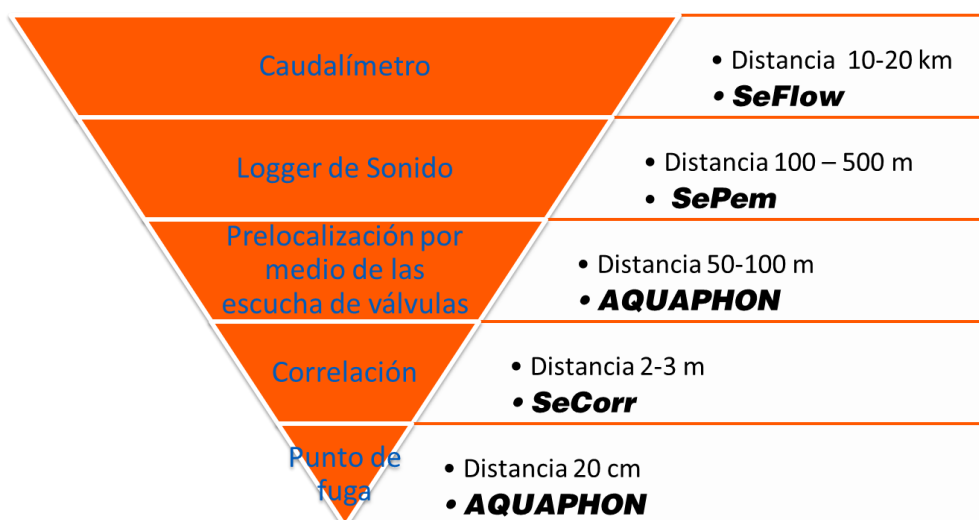 Caudalímetro
• Distancia 10-20 km
• SeFlow
Logger de Sonido
• Distancia 100 – 500 m
• SePem
Prelocalización por
medio de las
escucha de válvulas
• Distancia 50-100 m
• AQUAPHON
Correlación
• Distancia 2-3 m
• SeCorr
Punto de
fuga
• Distancia 20 cm
• AQUAPHON